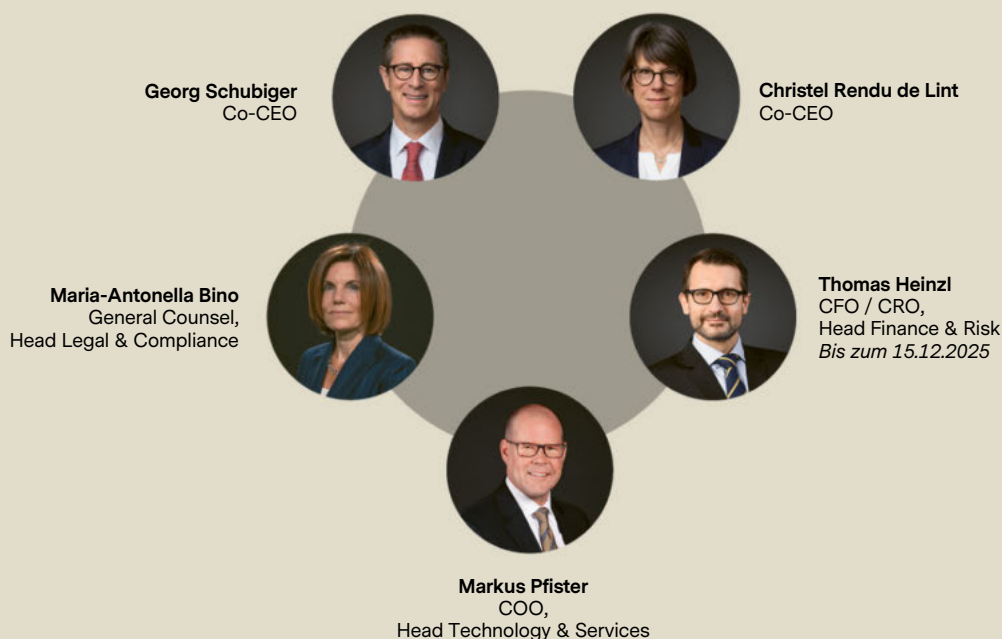 Georg Schubiger
Co-CEO
Christel Rendu de Lint
Co-CEO
Maria-Antonella Bino
General Counsel,
Head Legal & Compliance
Thomas Heinzl
CFO / CRO,
Head Finance & Risk
Bis zum 15.12.2025
Markus Pfister
COO,
Head Technology & Services